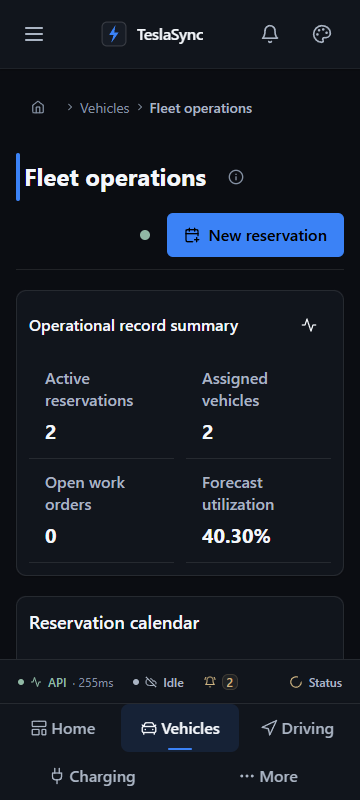 TeslaSync
Vehicles
Fleet operations
Fleet operations
New reservation
Operational record summary
Active
reservations
2
Assigned
vehicles
2
Open work
orders
0
Forecast
utilization
40.30%
Reservation calendar
API · 255ms
Idle
2
Status
Home
Vehicles
Driving
Charging
More